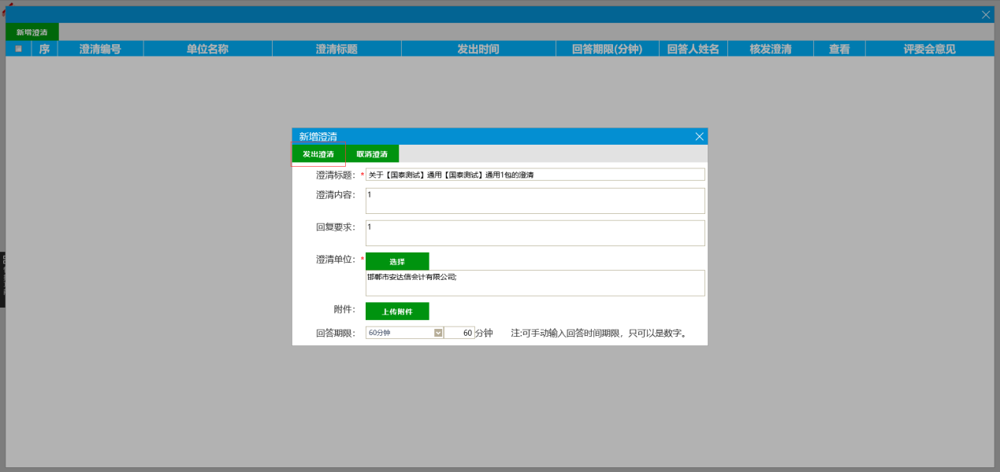 新增澄清
序 澄清编号 单位名称 澄清标题 发出时间 回答期限(分钟) 回答人姓名 核发澄清 查看 评委会意见
新增澄清
发出澄清 取消澄清
澄清标题：* 关于【国泰测试】通用【国泰测试】通用1包的澄清
澄清内容： 1
回复要求： 1
澄清单位：* 选择
邯郸市安达信会计有限公司;
附件： 上传附件
回答期限： 60分钟 60 分钟 注:可手动输入回答时间期限，只可以是数字。